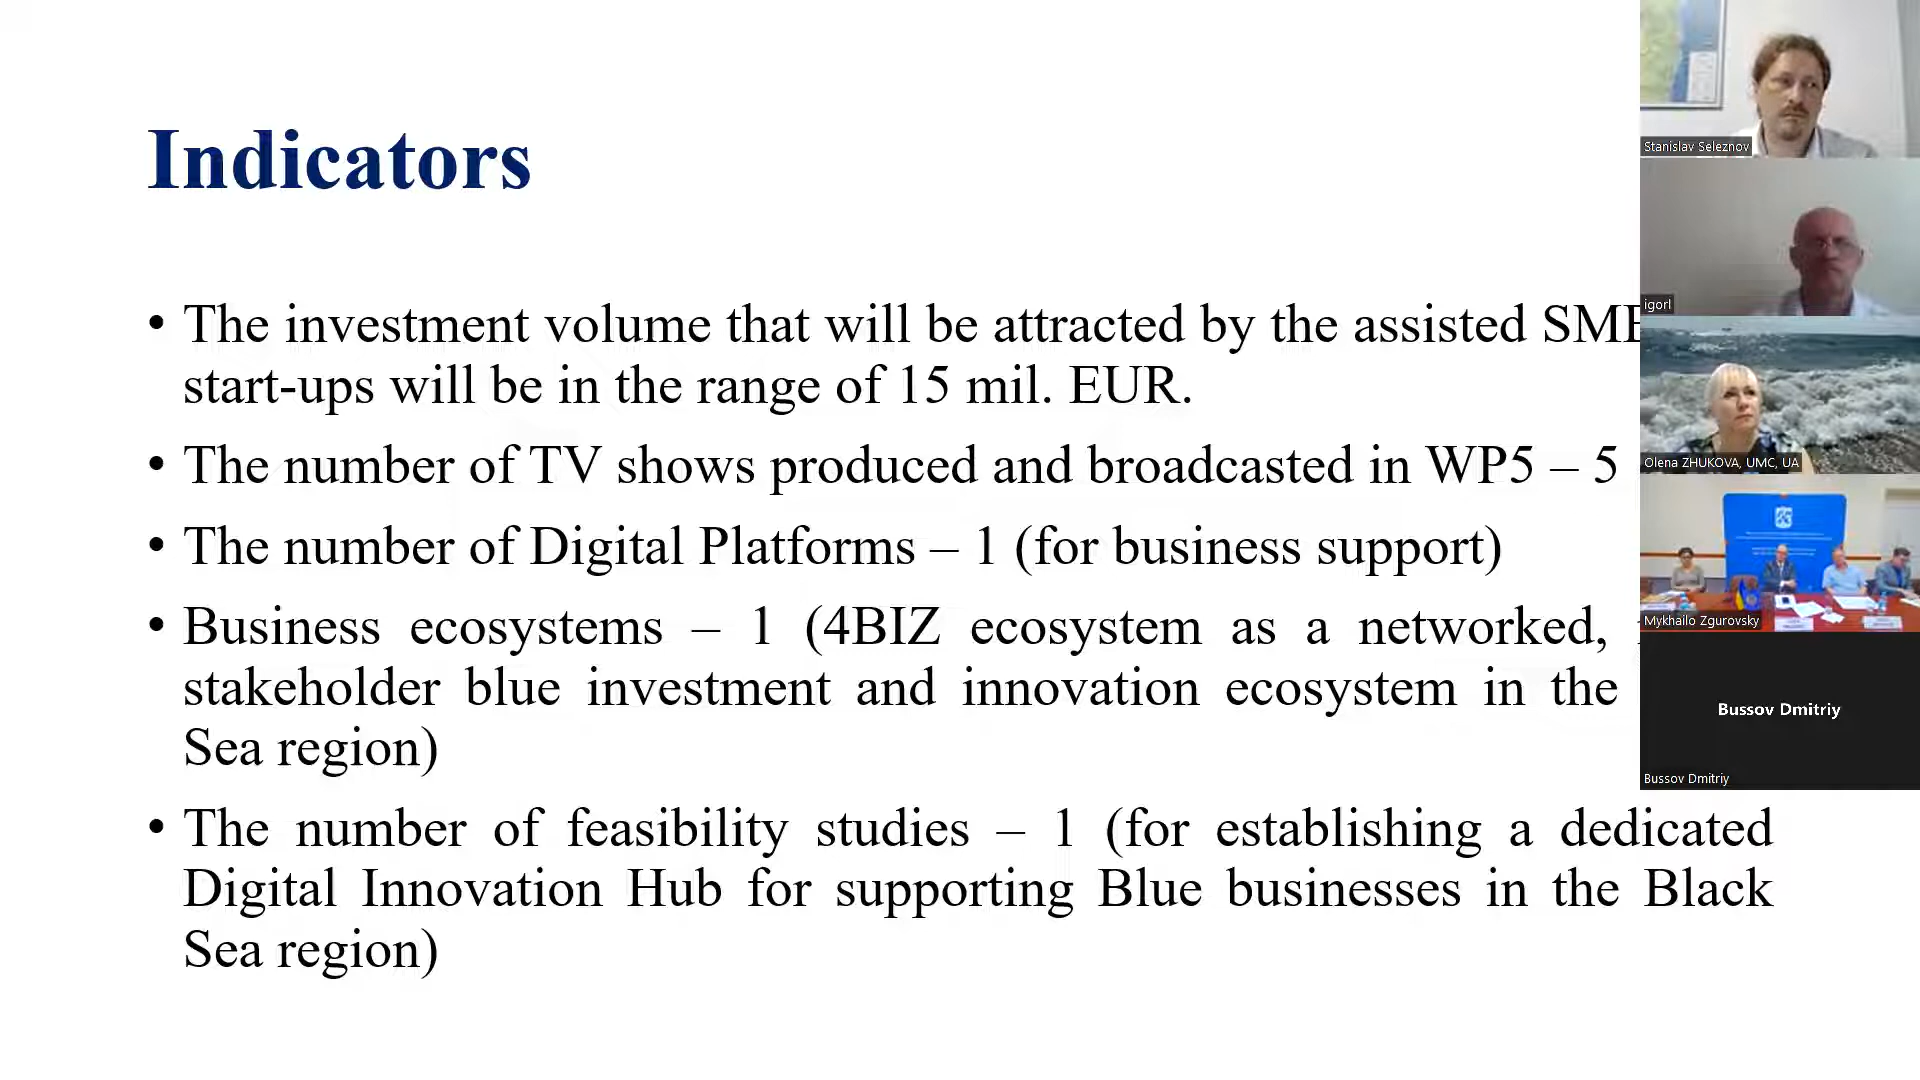 Indicators
• The investment volume that will be attracted by the assisted SME
start-ups will be in the range of 15 mil. EUR.
• The number of TV shows produced and broadcasted in WP5 – 5
• The number of Digital Platforms – 1 (for business support)
• Business ecosystems – 1 (4BIZ ecosystem as a networked,
stakeholder blue investment and innovation ecosystem in the
Sea region)
• The number of feasibility studies – 1 (for establishing a dedicated
Digital Innovation Hub for supporting Blue businesses in the Black
Sea region)
Stanislav Seleznov
igorl
Olena ZHUKOVA, UMC, UA
Mykhailo Zgurovsky
Bussov Dmitriy
Bussov Dmitriy